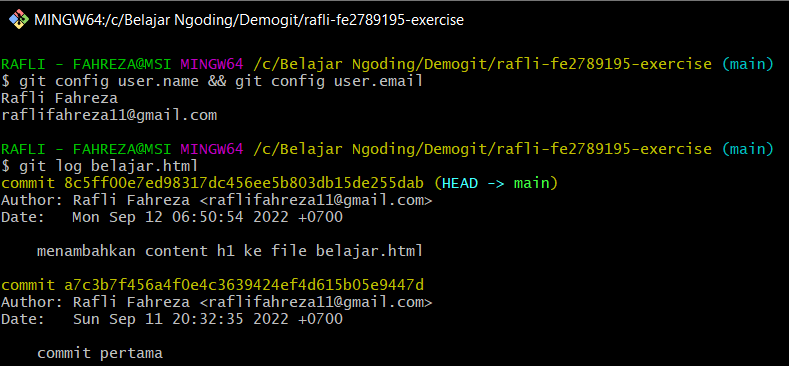 MINGW64:/c/Belajar Ngoding/Demogit/rafli-fe2789195-exercise
RAFLI - FAHREZA@MSI MINGW64 /c/Belajar Ngoding/Demogit/rafli-fe2789195-exercise (main)
$ git config user.name && git config user.email
Rafli Fahreza
raflifahreza11@gmail.com
RAFLI - FAHREZA@MSI MINGW64 /c/Belajar Ngoding/Demogit/rafli-fe2789195-exercise (main)
$ git log belajar.html
commit 8c5ff00e7ed98317dc456ee5b803db15de255dab (HEAD -> main)
Author: Rafli Fahreza <raflifahreza11@gmail.com>
Date:   Mon Sep 12 06:50:54 2022 +0700
    menambahkan content h1 ke file belajar.html
commit a7c3b7f456a4f0e4c3639424ef4d615b05e9447d
Author: Rafli Fahreza <raflifahreza11@gmail.com>
Date:   Sun Sep 11 20:32:35 2022 +0700
    commit pertama